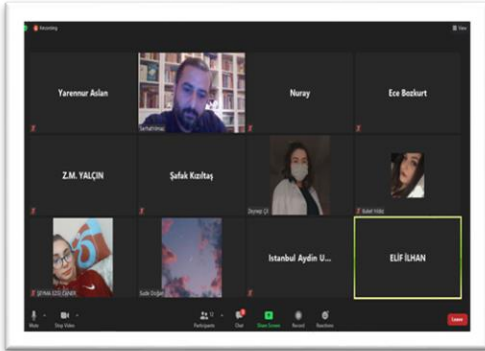 Recording
View
Yarennur Aslan
Nuray
Ece Bozkurt
Z.M. YALÇIN
Şafak Kızıltaş
Istanbul Aydin U...
ELİF İLHAN
Mute
Stop Video
Participants
Chat
Share Screen
Record
Reactions
Leave